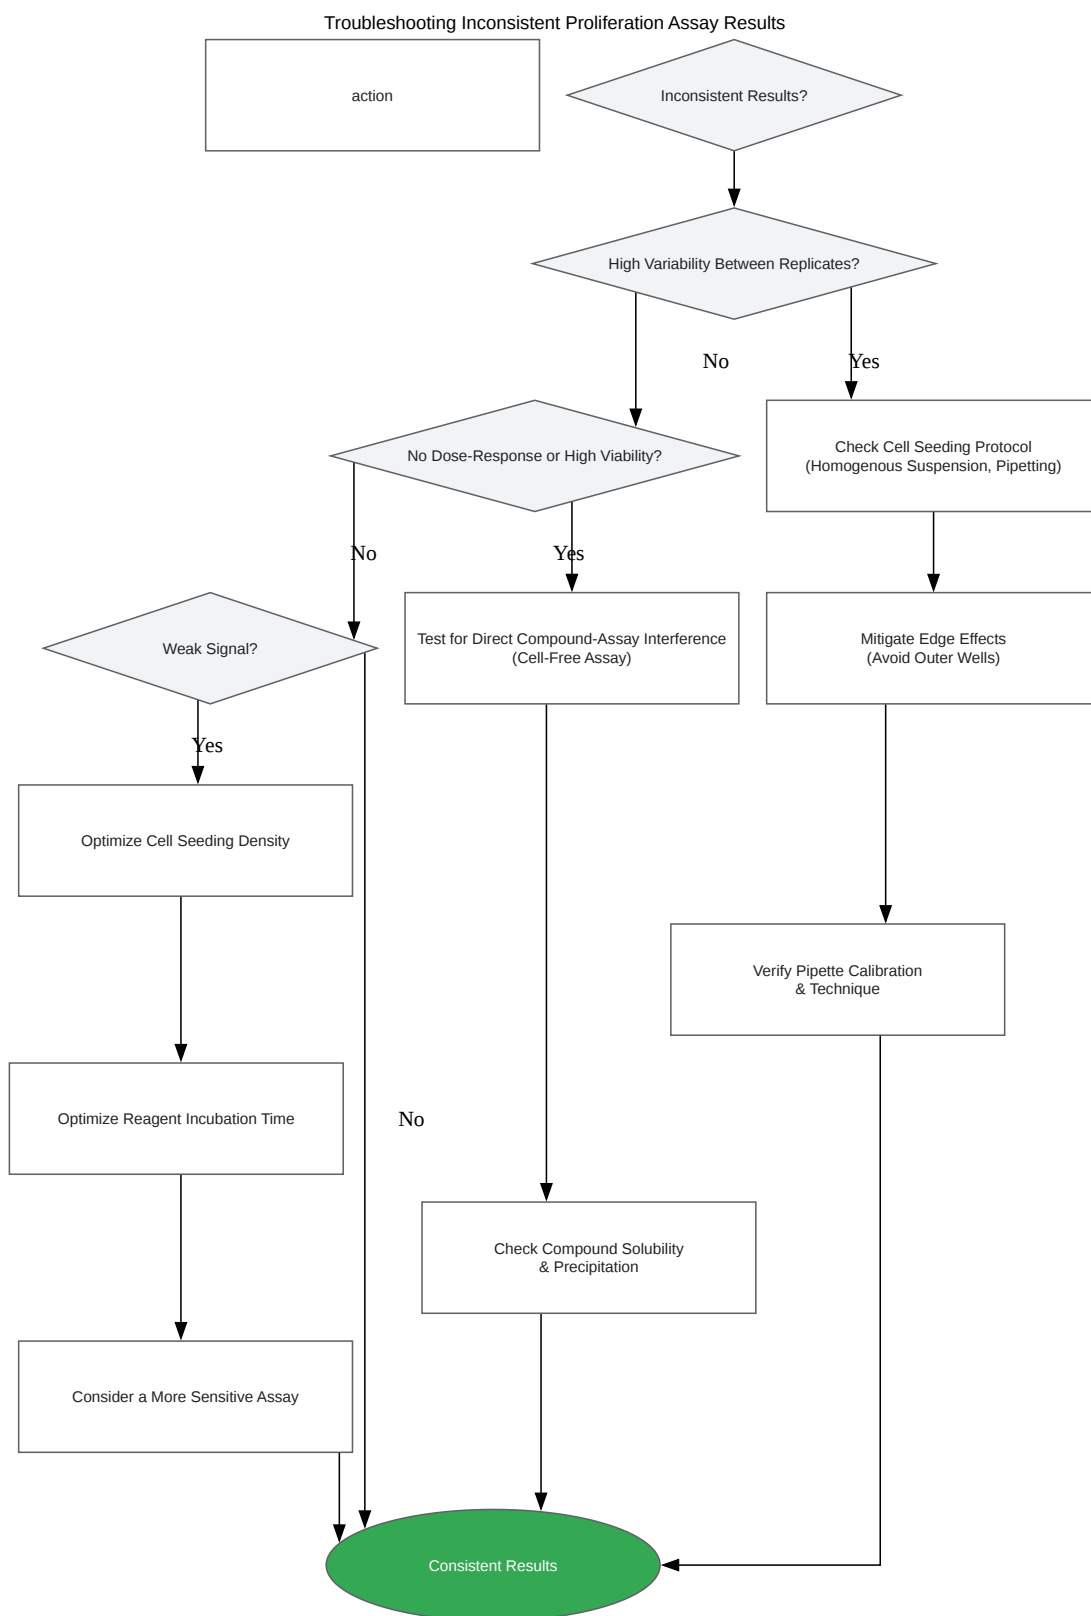 Troubleshooting Inconsistent Proliferation Assay Results
action
Inconsistent Results?
High Variability Between Replicates?
No
Yes
No Dose-Response or High Viability?
Check Cell Seeding Protocol
(Homogenous Suspension, Pipetting)
No
Yes
Weak Signal?
Test for Direct Compound-Assay Interference
(Cell-Free Assay)
Mitigate Edge Effects
(Avoid Outer Wells)
Yes
Optimize Cell Seeding Density
Verify Pipette Calibration
& Technique
Optimize Reagent Incubation Time
No
Check Compound Solubility
& Precipitation
Consider a More Sensitive Assay
Consistent Results